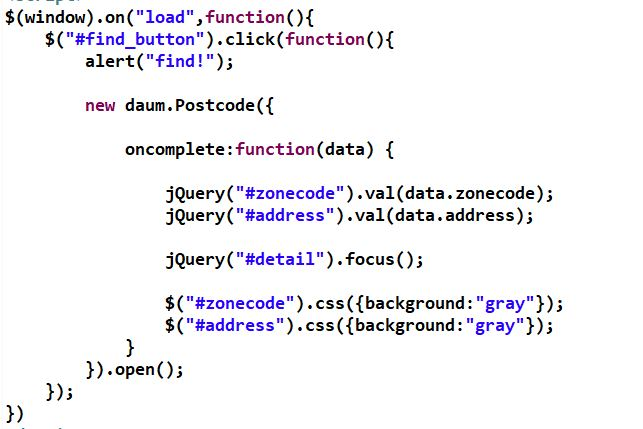 $(window).on("load",function(){
$("#find_button").click(function(){
alert("find!");
new daum.Postcode({
oncomplete:function(data) {
jQuery("#zonecode").val(data.zonecode);
jQuery("#address").val(data.address);
jQuery("#detail").focus();
$("#zonecode").css({background:"gray"});
$("#address").css({background:"gray"});
}
}).open();
});
})